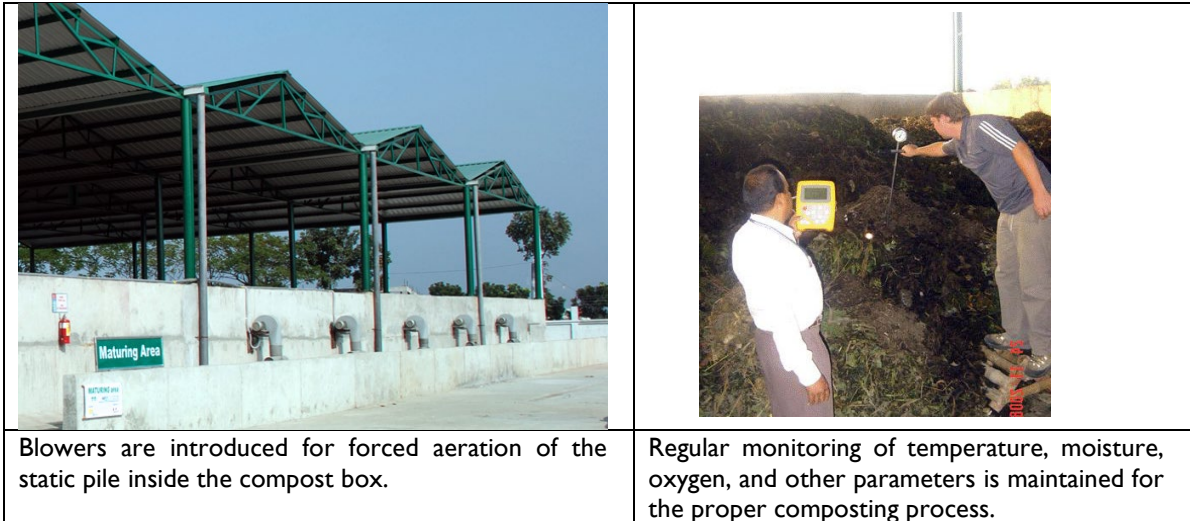 Maturing Area
MATURING area
Blowers are introduced for forced aeration of the
static pile inside the compost box.
Regular monitoring of temperature, moisture,
oxygen, and other parameters is maintained for
the proper composting process.